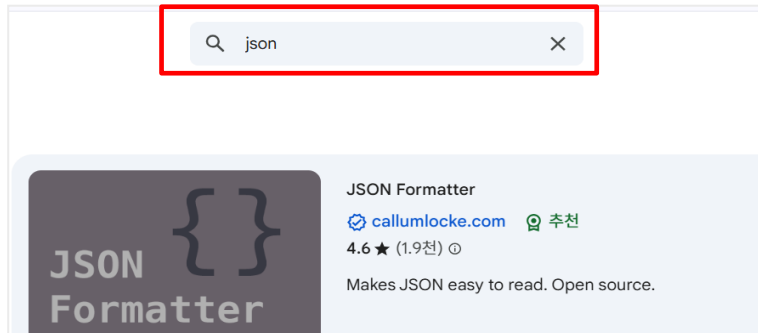 json
{ }
JSON
Formatter
JSON Formatter
callumlocke.com 추천
4.6 ★ (1.9천)
Makes JSON easy to read. Open source.